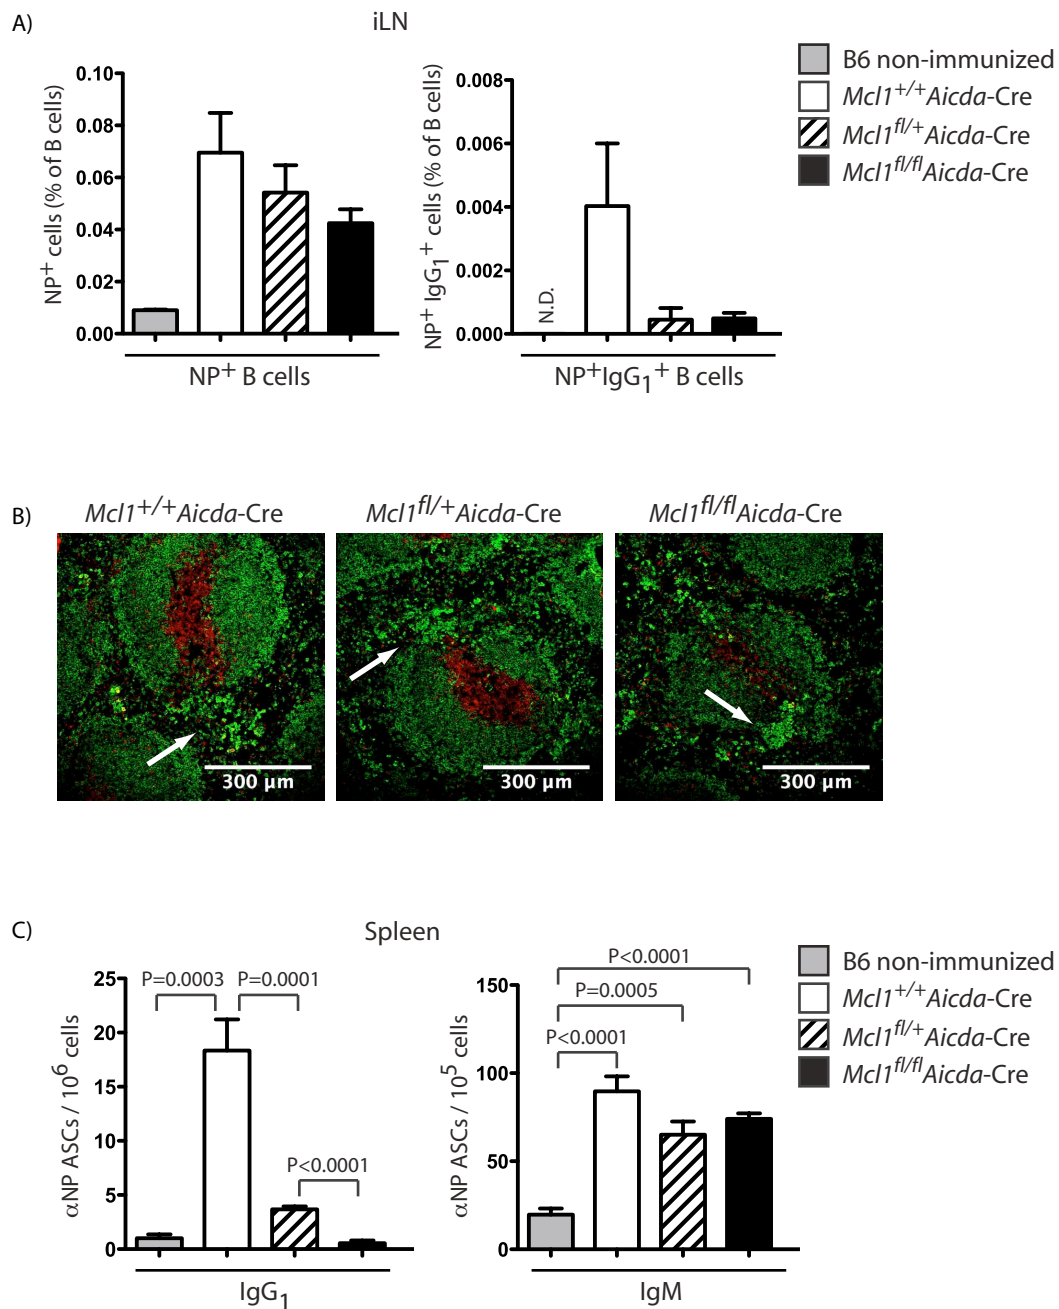 A)
iLN
NP+ cells (% of B cells)
0.10
0.08
0.06
0.04
0.02
0.00
NP+ B cells
NP+ IgG1+ cells (% of B cells)
0.008
0.006
0.004
0.002
0.000
N.D.
NP+IgG1+ B cells
B6 non-immunized
Mcl1+/+Aicda-Cre
Mcl1fl/+Aicda-Cre
Mcl1fl/flAicda-Cre
B)
Mcl1+/+Aicda-Cre
Mcl1fl/+Aicda-Cre
Mcl1fl/flAicda-Cre
300 µm
300 µm
300 µm
C)
Spleen
αNP ASCs / 10^6 cells
25
20
15
10
5
0
P=0.0003
P=0.0001
P<0.0001
IgG1
αNP ASCs / 10^5 cells
150
100
50
0
P<0.0001
P=0.0005
P<0.0001
IgM
B6 non-immunized
Mcl1+/+Aicda-Cre
Mcl1fl/+Aicda-Cre
Mcl1fl/flAicda-Cre